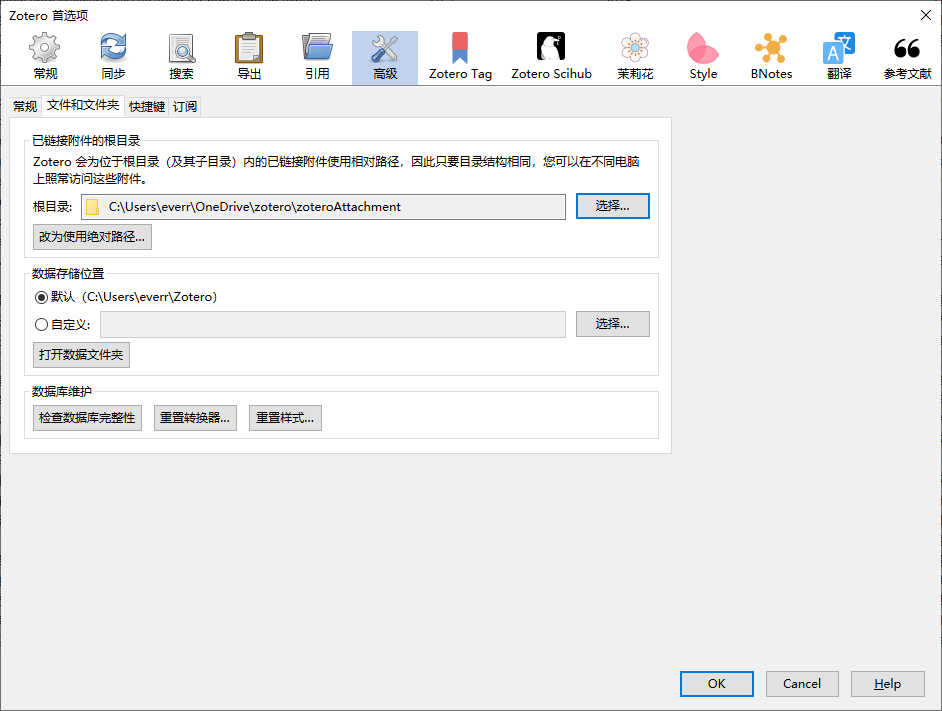 Zotero 首选项
常规 同步 搜索 导出 引用 高级 Zotero Tag Zotero Scihub 茉莉花 Style BNotes 翻译 参考文献
常规 文件和文件夹 快捷键 订阅
已链接附件的根目录
Zotero 会为位于根目录（及其子目录）内的已链接附件使用相对路径，因此只要目录结构相同，您可以在不同电脑
上照常访问这些附件。
根目录: C:\Users\everr\OneDrive\zotero\zoteroAttachment 选择...
改为使用绝对路径...
数据存储位置
默认（C:\Users\everr\Zotero）
自定义: 选择...
打开数据文件夹
数据库维护
检查数据库完整性 重置转换器... 重置样式...
OK Cancel Help